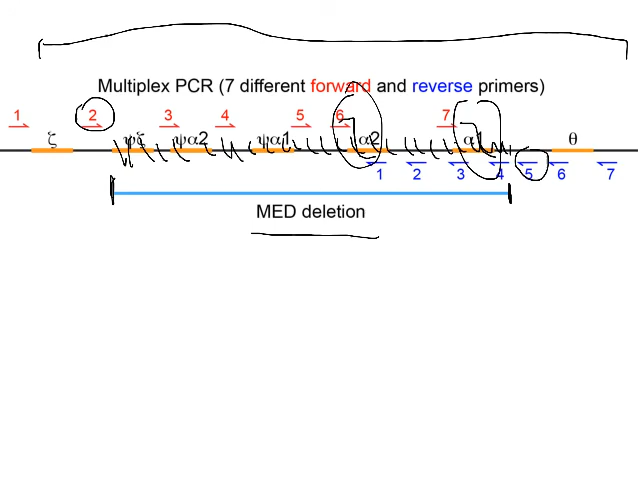 Multiplex PCR (7 different forward and reverse primers)
1 2 3 4 5 6 7
ζ ψζ ψα2 ψα1 α2 α1 θ
1 2 3 4 5 6 7
MED deletion